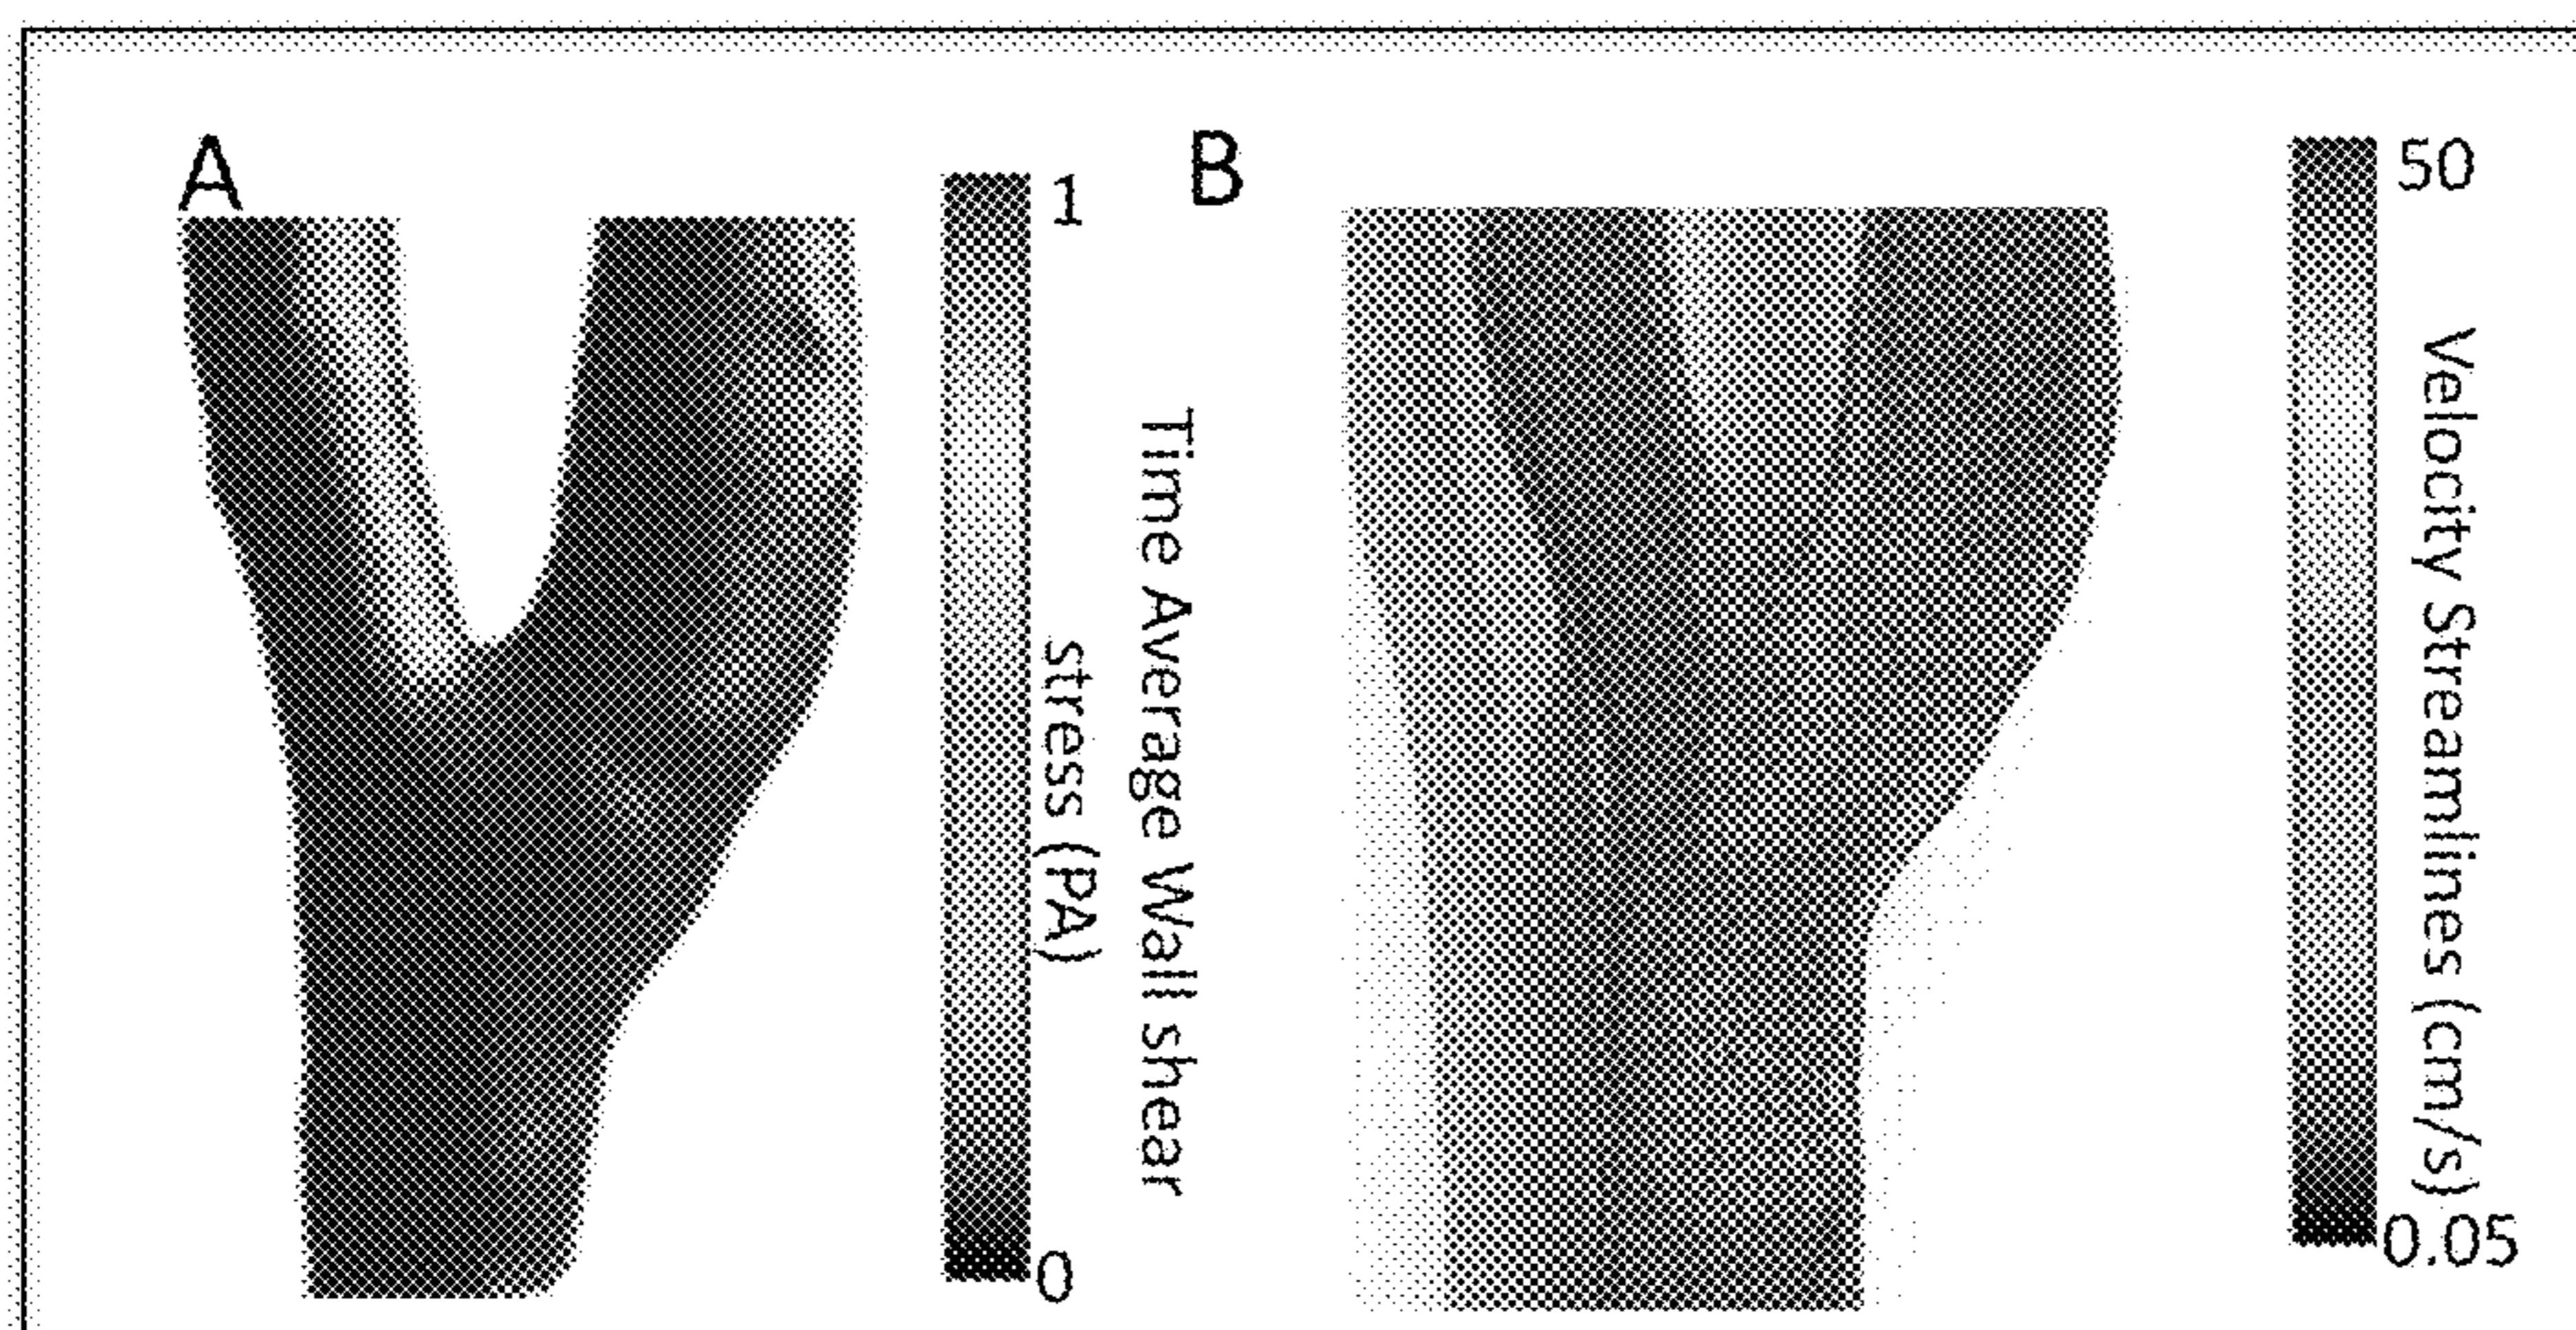 A
1
Time Average Wall shear
stress (PA)
0
B
50
Velocity Streamlines (cm/s)
0.05